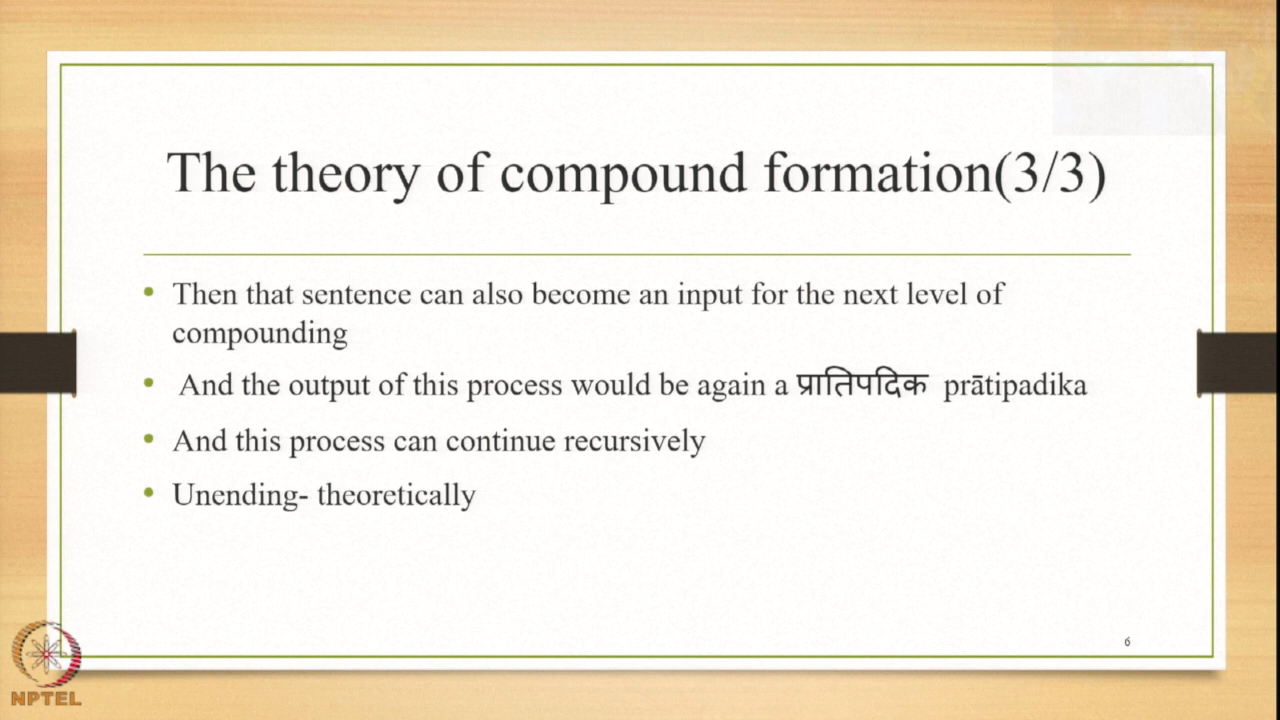 The theory of compound formation(3/3)
• Then that sentence can also become an input for the next level of
compounding
• And the output of this process would be again a प्रातिपदिक prātipadika
• And this process can continue recursively
• Unending- theoretically
6
NPTEL